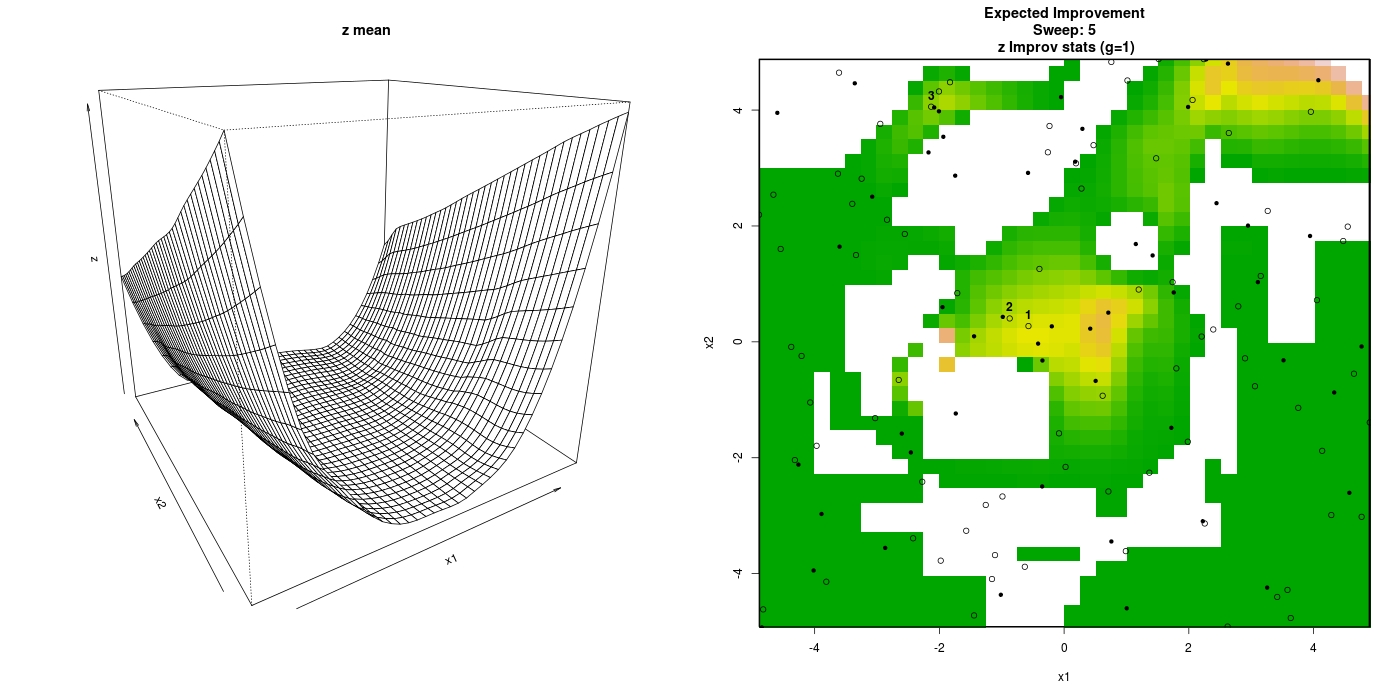 z mean
z
x2
x1
Expected Improvement
Sweep: 5
z Improv stats (g=1)
x2
4
2
0
-2
-4
3
2
1
-4
-2
0
2
4
x1